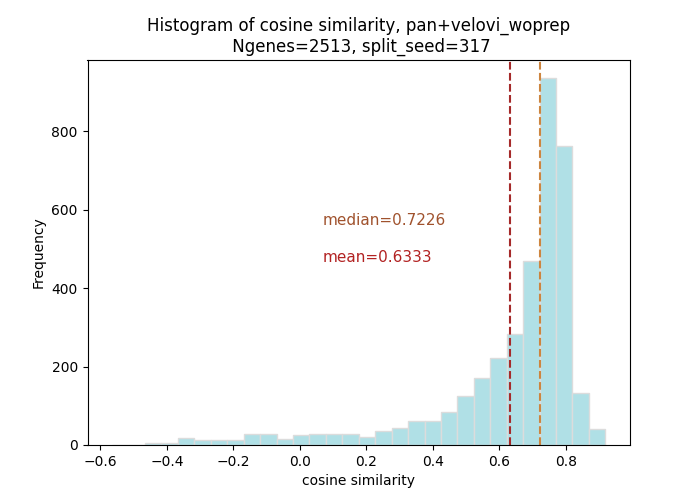 Histogram of cosine similarity, pan+velovi_woprep
Ngenes=2513, split_seed=317
Frequency
800
600
400
200
0
median=0.7226
mean=0.6333
−0.6 −0.4 −0.2 0.0 0.2 0.4 0.6 0.8
cosine similarity